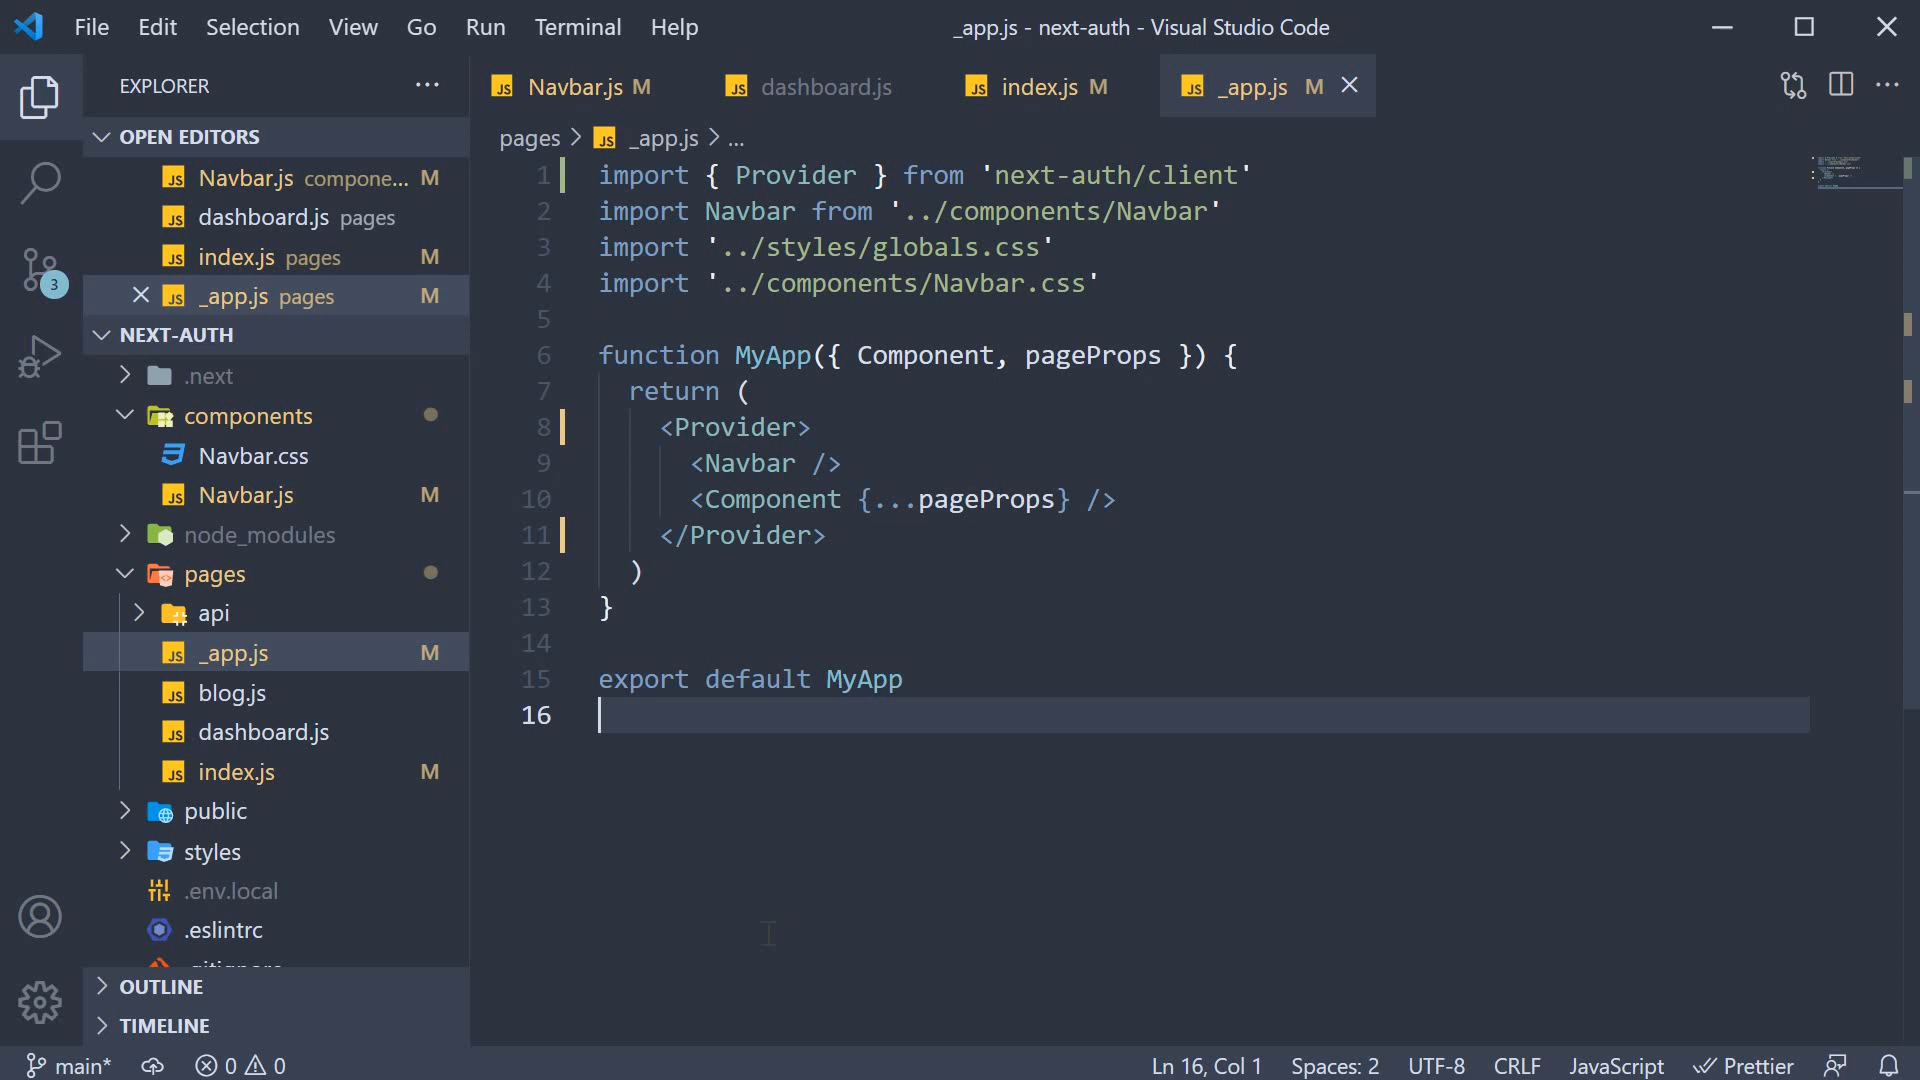 File Edit Selection View Go Run Terminal Help
_app.js - next-auth - Visual Studio Code
EXPLORER
OPEN EDITORS
Navbar.js compone... M
dashboard.js pages
index.js pages M
_app.js pages M
NEXT-AUTH
.next
components
Navbar.css
Navbar.js M
node_modules
pages
api
_app.js M
blog.js
dashboard.js
index.js M
public
styles
.env.local
.eslintrc
.gitignore
OUTLINE
TIMELINE
3
Navbar.js M
dashboard.js
index.js M
_app.js M
pages > _app.js > ...
1 import { Provider } from 'next-auth/client'
2 import Navbar from '../components/Navbar'
3 import '../styles/globals.css'
4 import '../components/Navbar.css'
5
6 function MyApp({ Component, pageProps }) {
7 return (
8 <Provider>
9 <Navbar />
10 <Component {...pageProps} />
11 </Provider>
12 )
13 }
14
15 export default MyApp
16
main* 0 0
Ln 16, Col 1 Spaces: 2 UTF-8 CRLF JavaScript Prettier